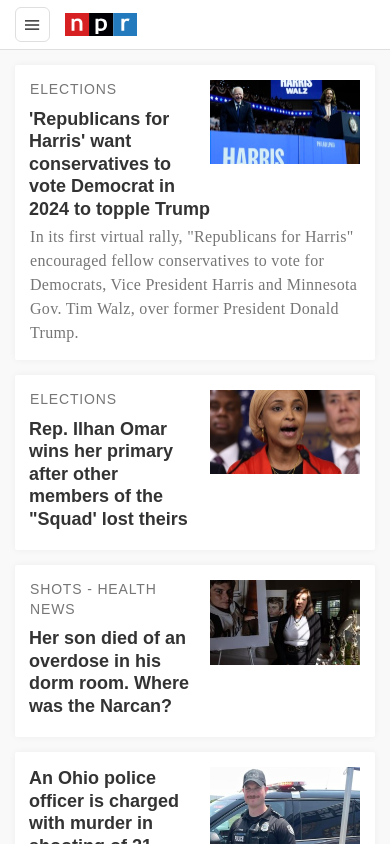 npr
ELECTIONS
HARRIS
WALZ
HARRIS
'Republicans for
Harris' want
conservatives to
vote Democrat in
2024 to topple Trump
In its first virtual rally, "Republicans for Harris"
encouraged fellow conservatives to vote for
Democrats, Vice President Harris and Minnesota
Gov. Tim Walz, over former President Donald
Trump.
ELECTIONS
Rep. Ilhan Omar
wins her primary
after other
members of the
"Squad' lost theirs
SHOTS - HEALTH
NEWS
Her son died of an
overdose in his
dorm room. Where
was the Narcan?
An Ohio police
officer is charged
with murder in
shooting of 21